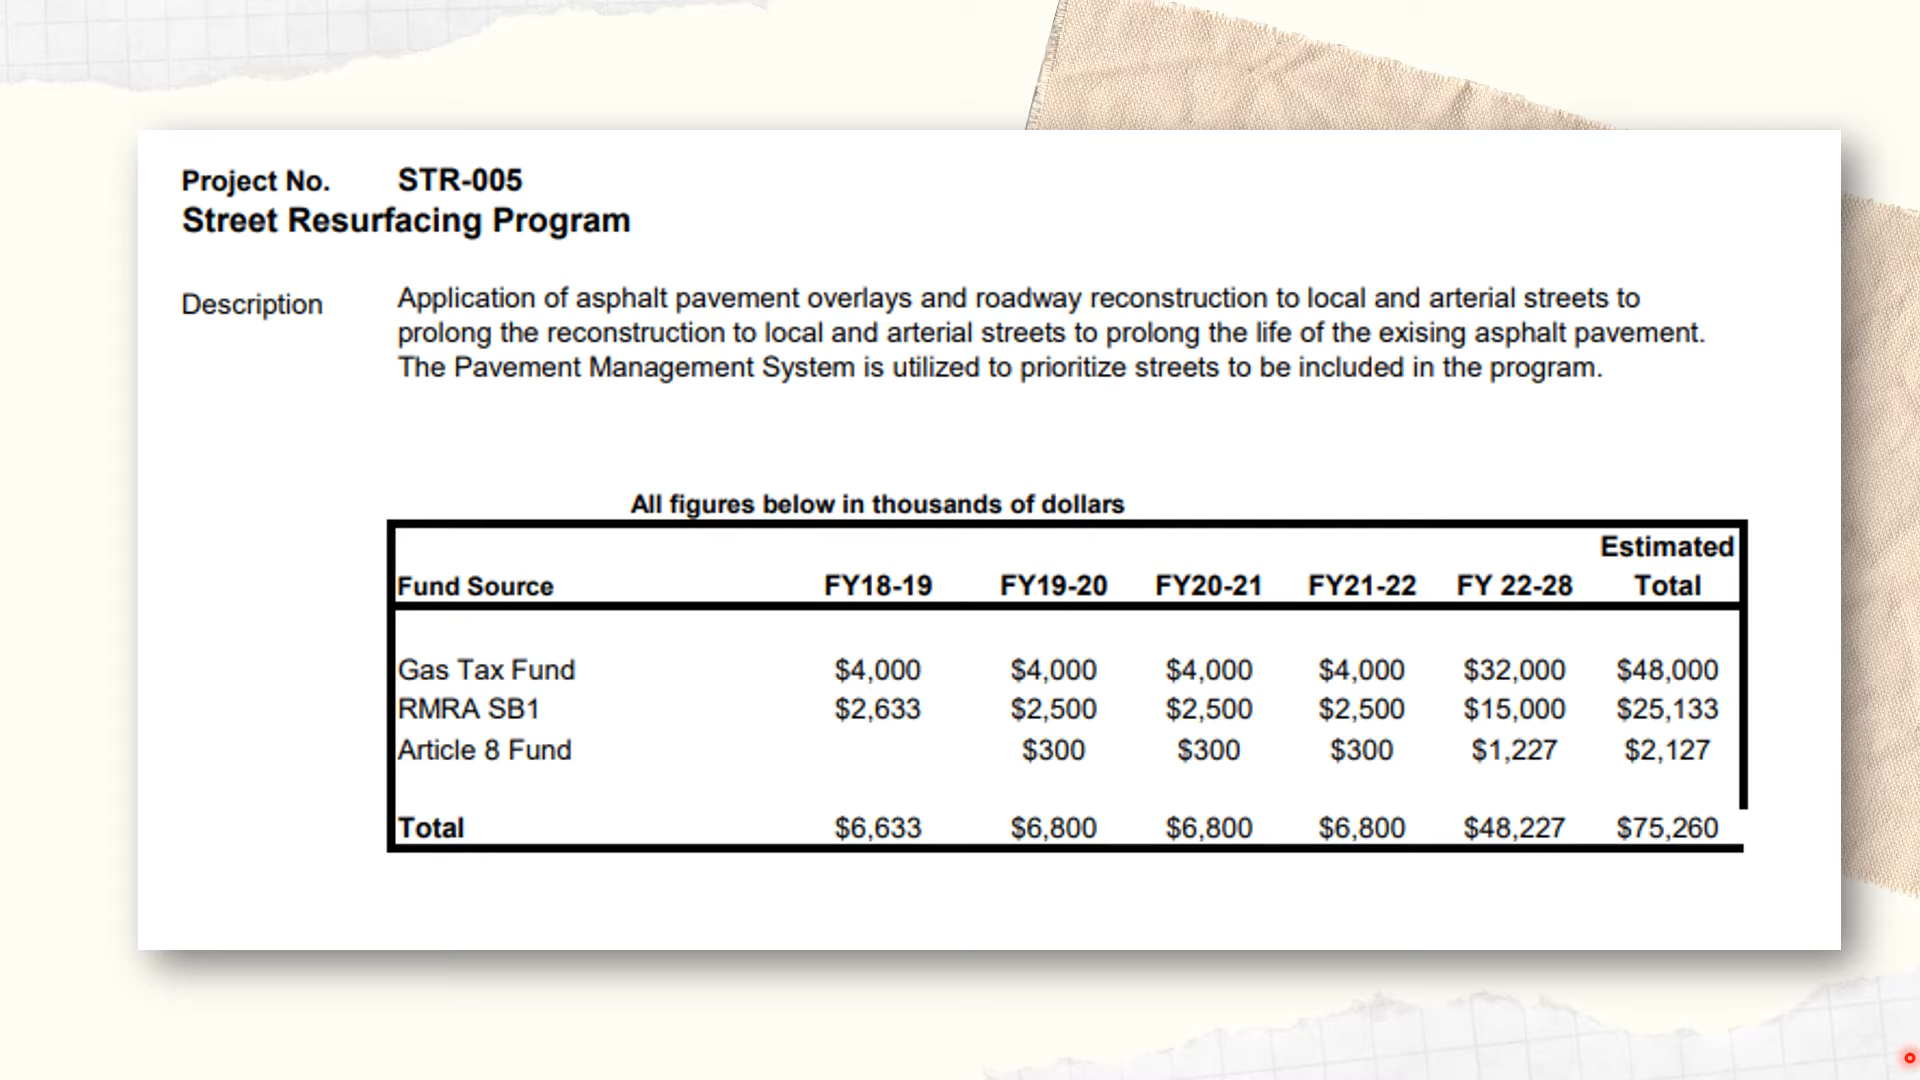 Project No. STR-005
Street Resurfacing Program
Description Application of asphalt pavement overlays and roadway reconstruction to local and arterial streets to
prolong the reconstruction to local and arterial streets to prolong the life of the exising asphalt pavement.
The Pavement Management System is utilized to prioritize streets to be included in the program.
All figures below in thousands of dollars
Estimated
Fund Source FY18-19 FY19-20 FY20-21 FY21-22 FY 22-28 Total
Gas Tax Fund $4,000 $4,000 $4,000 $4,000 $32,000 $48,000
RMRA SB1 $2,633 $2,500 $2,500 $2,500 $15,000 $25,133
Article 8 Fund $300 $300 $300 $1,227 $2,127
Total $6,633 $6,800 $6,800 $6,800 $48,227 $75,260